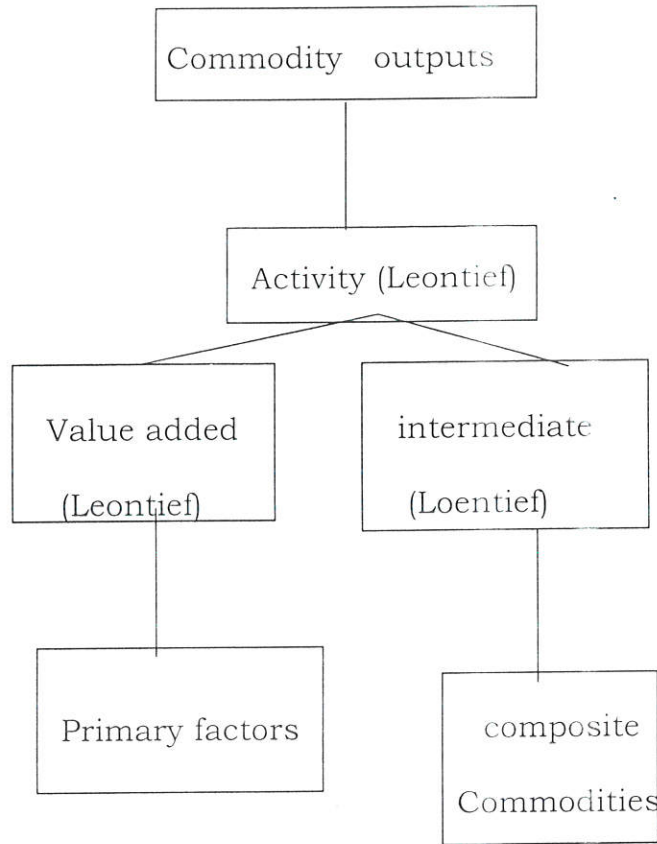 Commodity outputs
Activity (Leontief)
Value added
(Leontief)
intermediate
(Loentief)
Primary factors
composite
Commodities